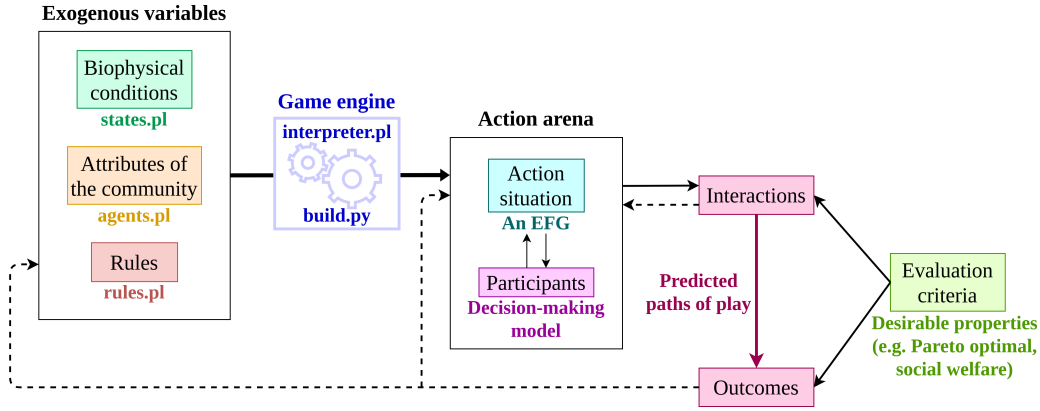 Exogenous variables
Biophysical
conditions
states.pl
Attributes of
the community
agents.pl
Rules
rules.pl
Game engine
interpreter.pl
build.py
Action arena
Action
situation
An EFG
Participants
Decision-making
model
Interactions
Predicted
paths of play
Outcomes
Evaluation
criteria
Desirable properties
(e.g. Pareto optimal,
social welfare)